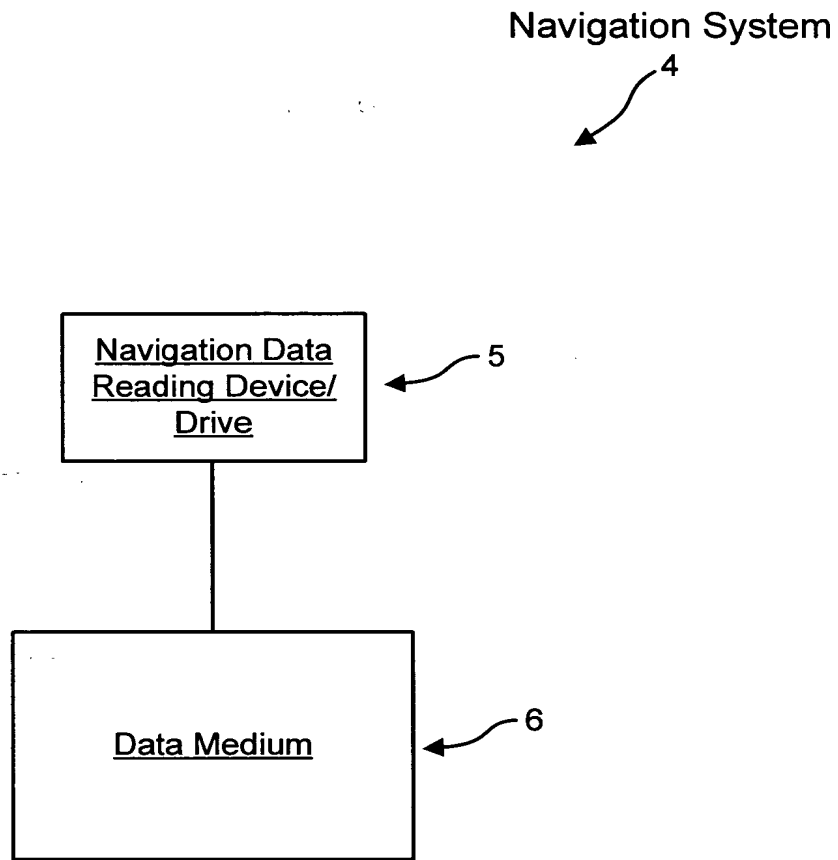 Navigation System
4
Navigation Data
Reading Device/
Drive
5
Data Medium
6